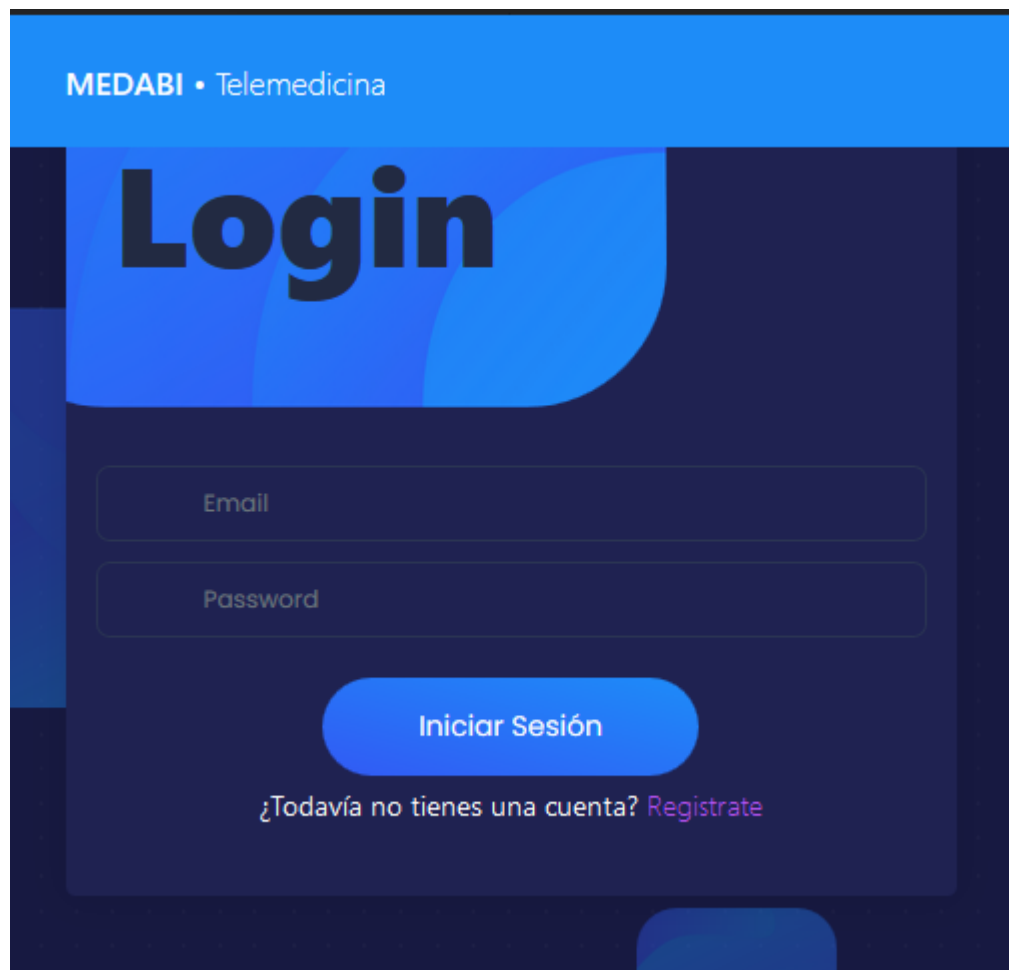 MEDABI • Telemedicina
Login
Email
Password
Iniciar Sesión
¿Todavía no tienes una cuenta? Registrate